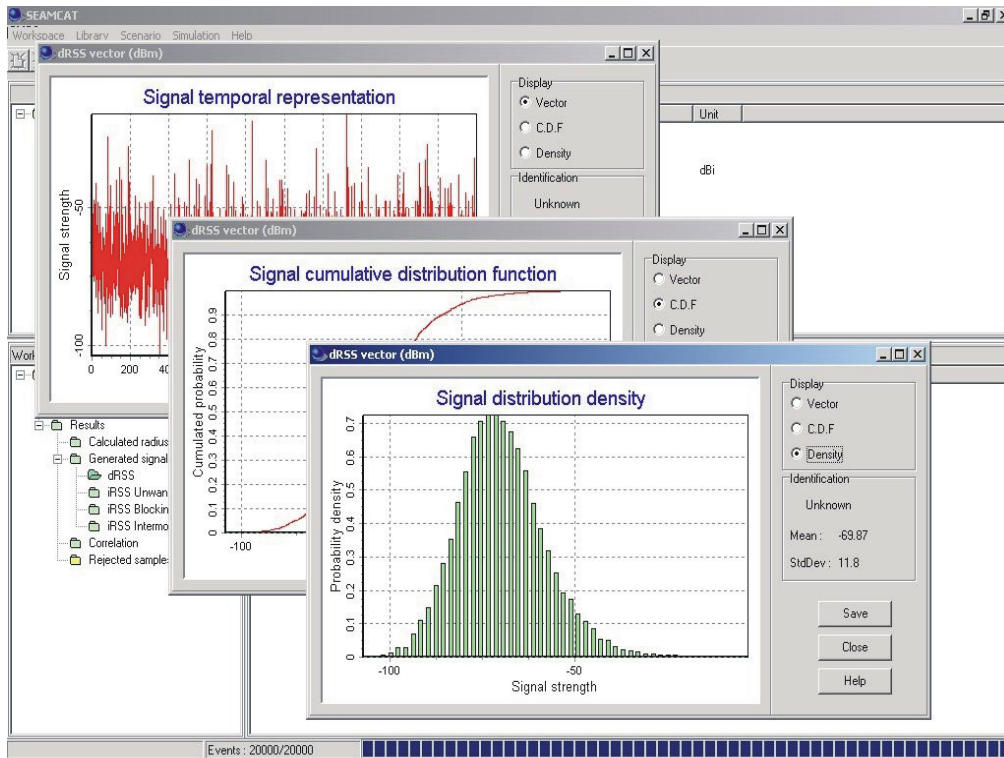 SEAMCAT
Workspace Library Scenario Simulation Help
dRSS vector (dBm)
Signal temporal representation
Signal strength
-50
-100
0
200
Display
Vector
C.D.F
Density
Identification
Unknown
Unit
dBi
dRSS vector (dBm)
Signal cumulative distribution function
Cumulated probability
0.9
0.8
0.7
0.6
0.5
0.4
0.3
0.2
0.1
0
-100
Display
Vector
C.D.F
Density
Results
Calculated radius
Generated signal
dRSS
iRSS Unwan
iRSS Blockin
iRSS Intermo
Correlation
Rejected sample
dRSS vector (dBm)
Signal distribution density
Probability density
0.7
0.6
0.5
0.4
0.3
0.2
0.1
0
-100
-50
Signal strength
Display
Vector
C.D.F
Density
Identification
Unknown
Mean : -69.87
StdDev : 11.8
Save
Close
Help
Events : 20000/20000